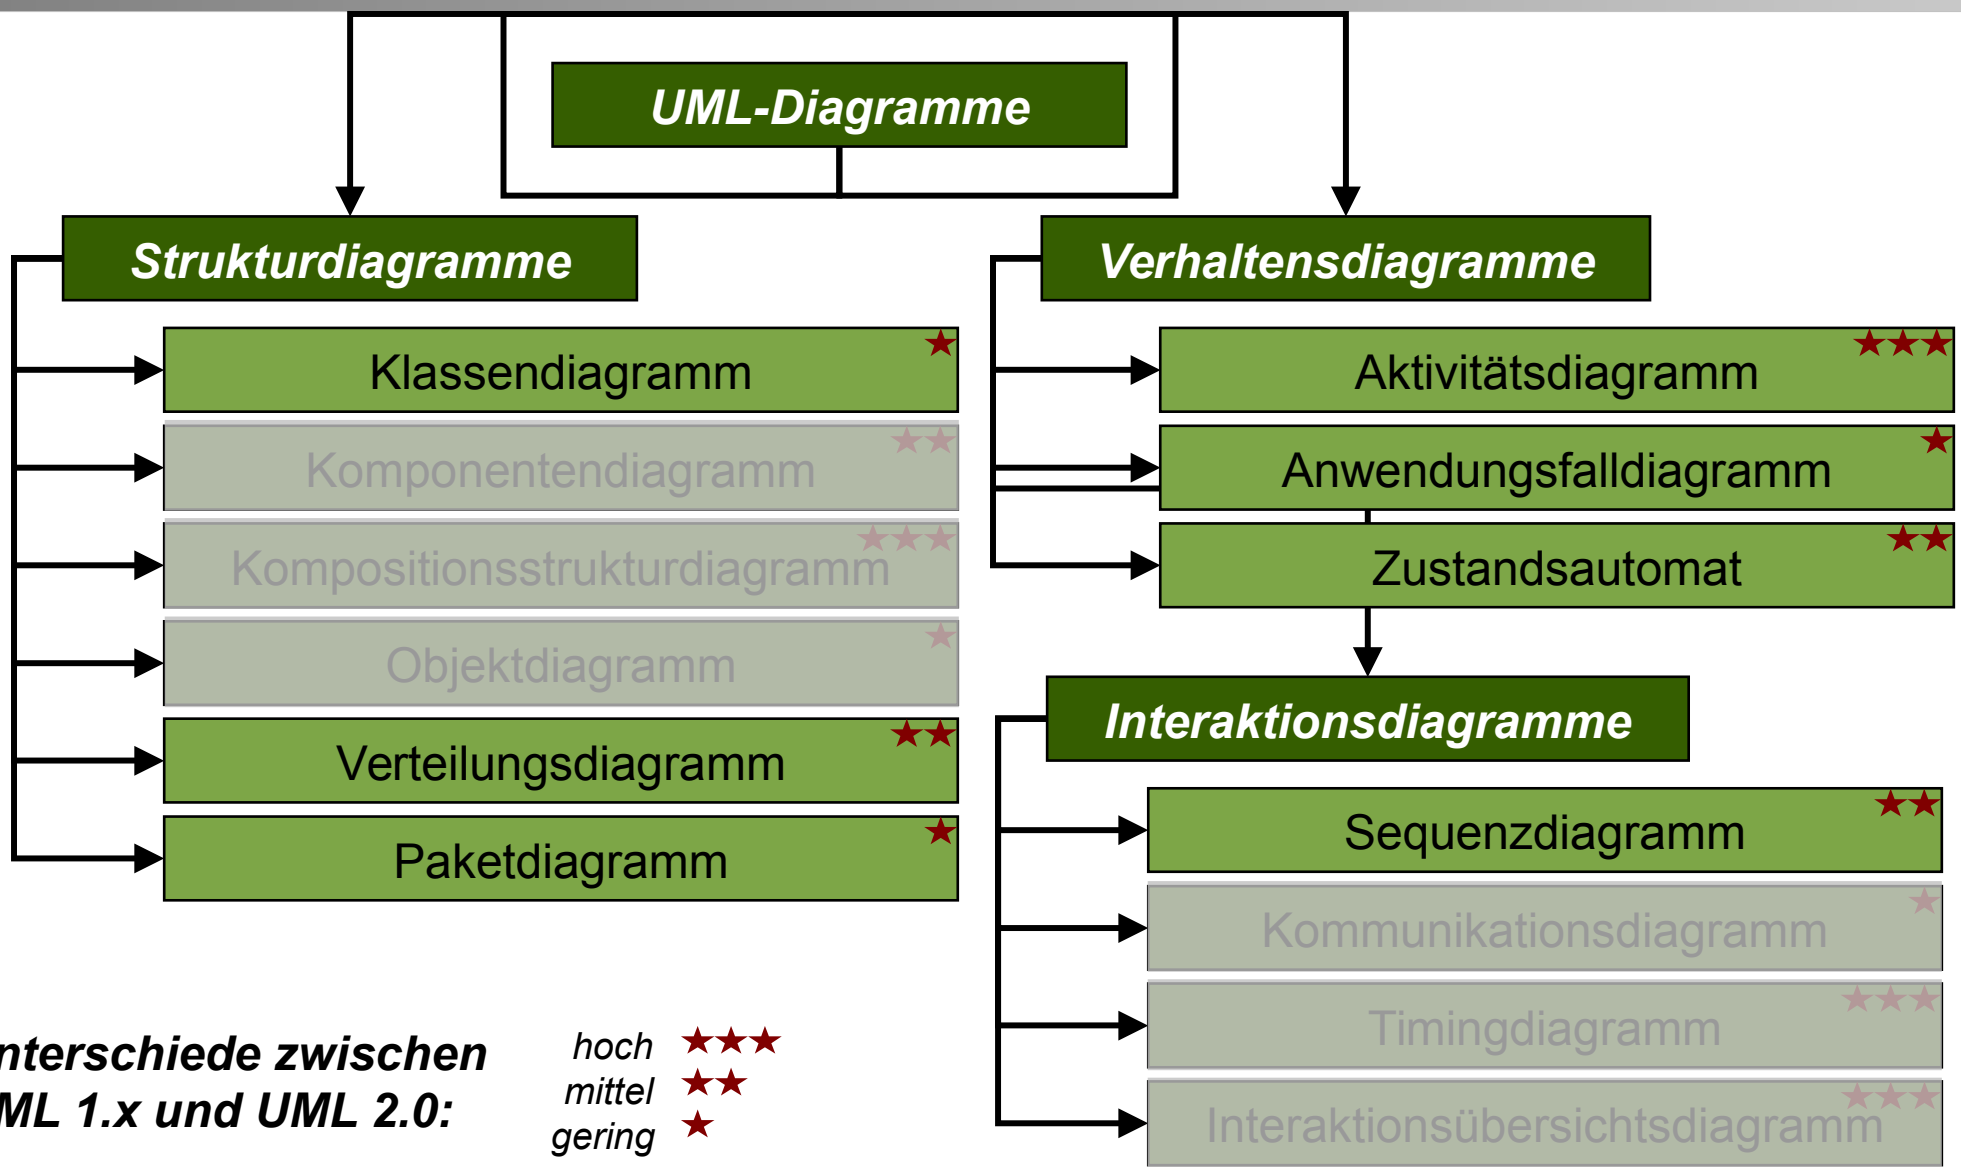 UML-Diagramme
Strukturdiagramme
Klassendiagramm
Komponentendiagramm
Kompositionsstrukturdiagramm
Objektdiagramm
Verteilungsdiagramm
Paketdiagramm
Verhaltensdiagramme
Aktivitätsdiagramm
Anwendungsfalldiagramm
Zustandsautomat
Interaktionsdiagramme
Sequenzdiagramm
Kommunikationsdiagramm
Timingdiagramm
Interaktionsübersichtsdiagramm
nterschiede zwischen
ML 1.x und UML 2.0:
hoch
mittel
gering